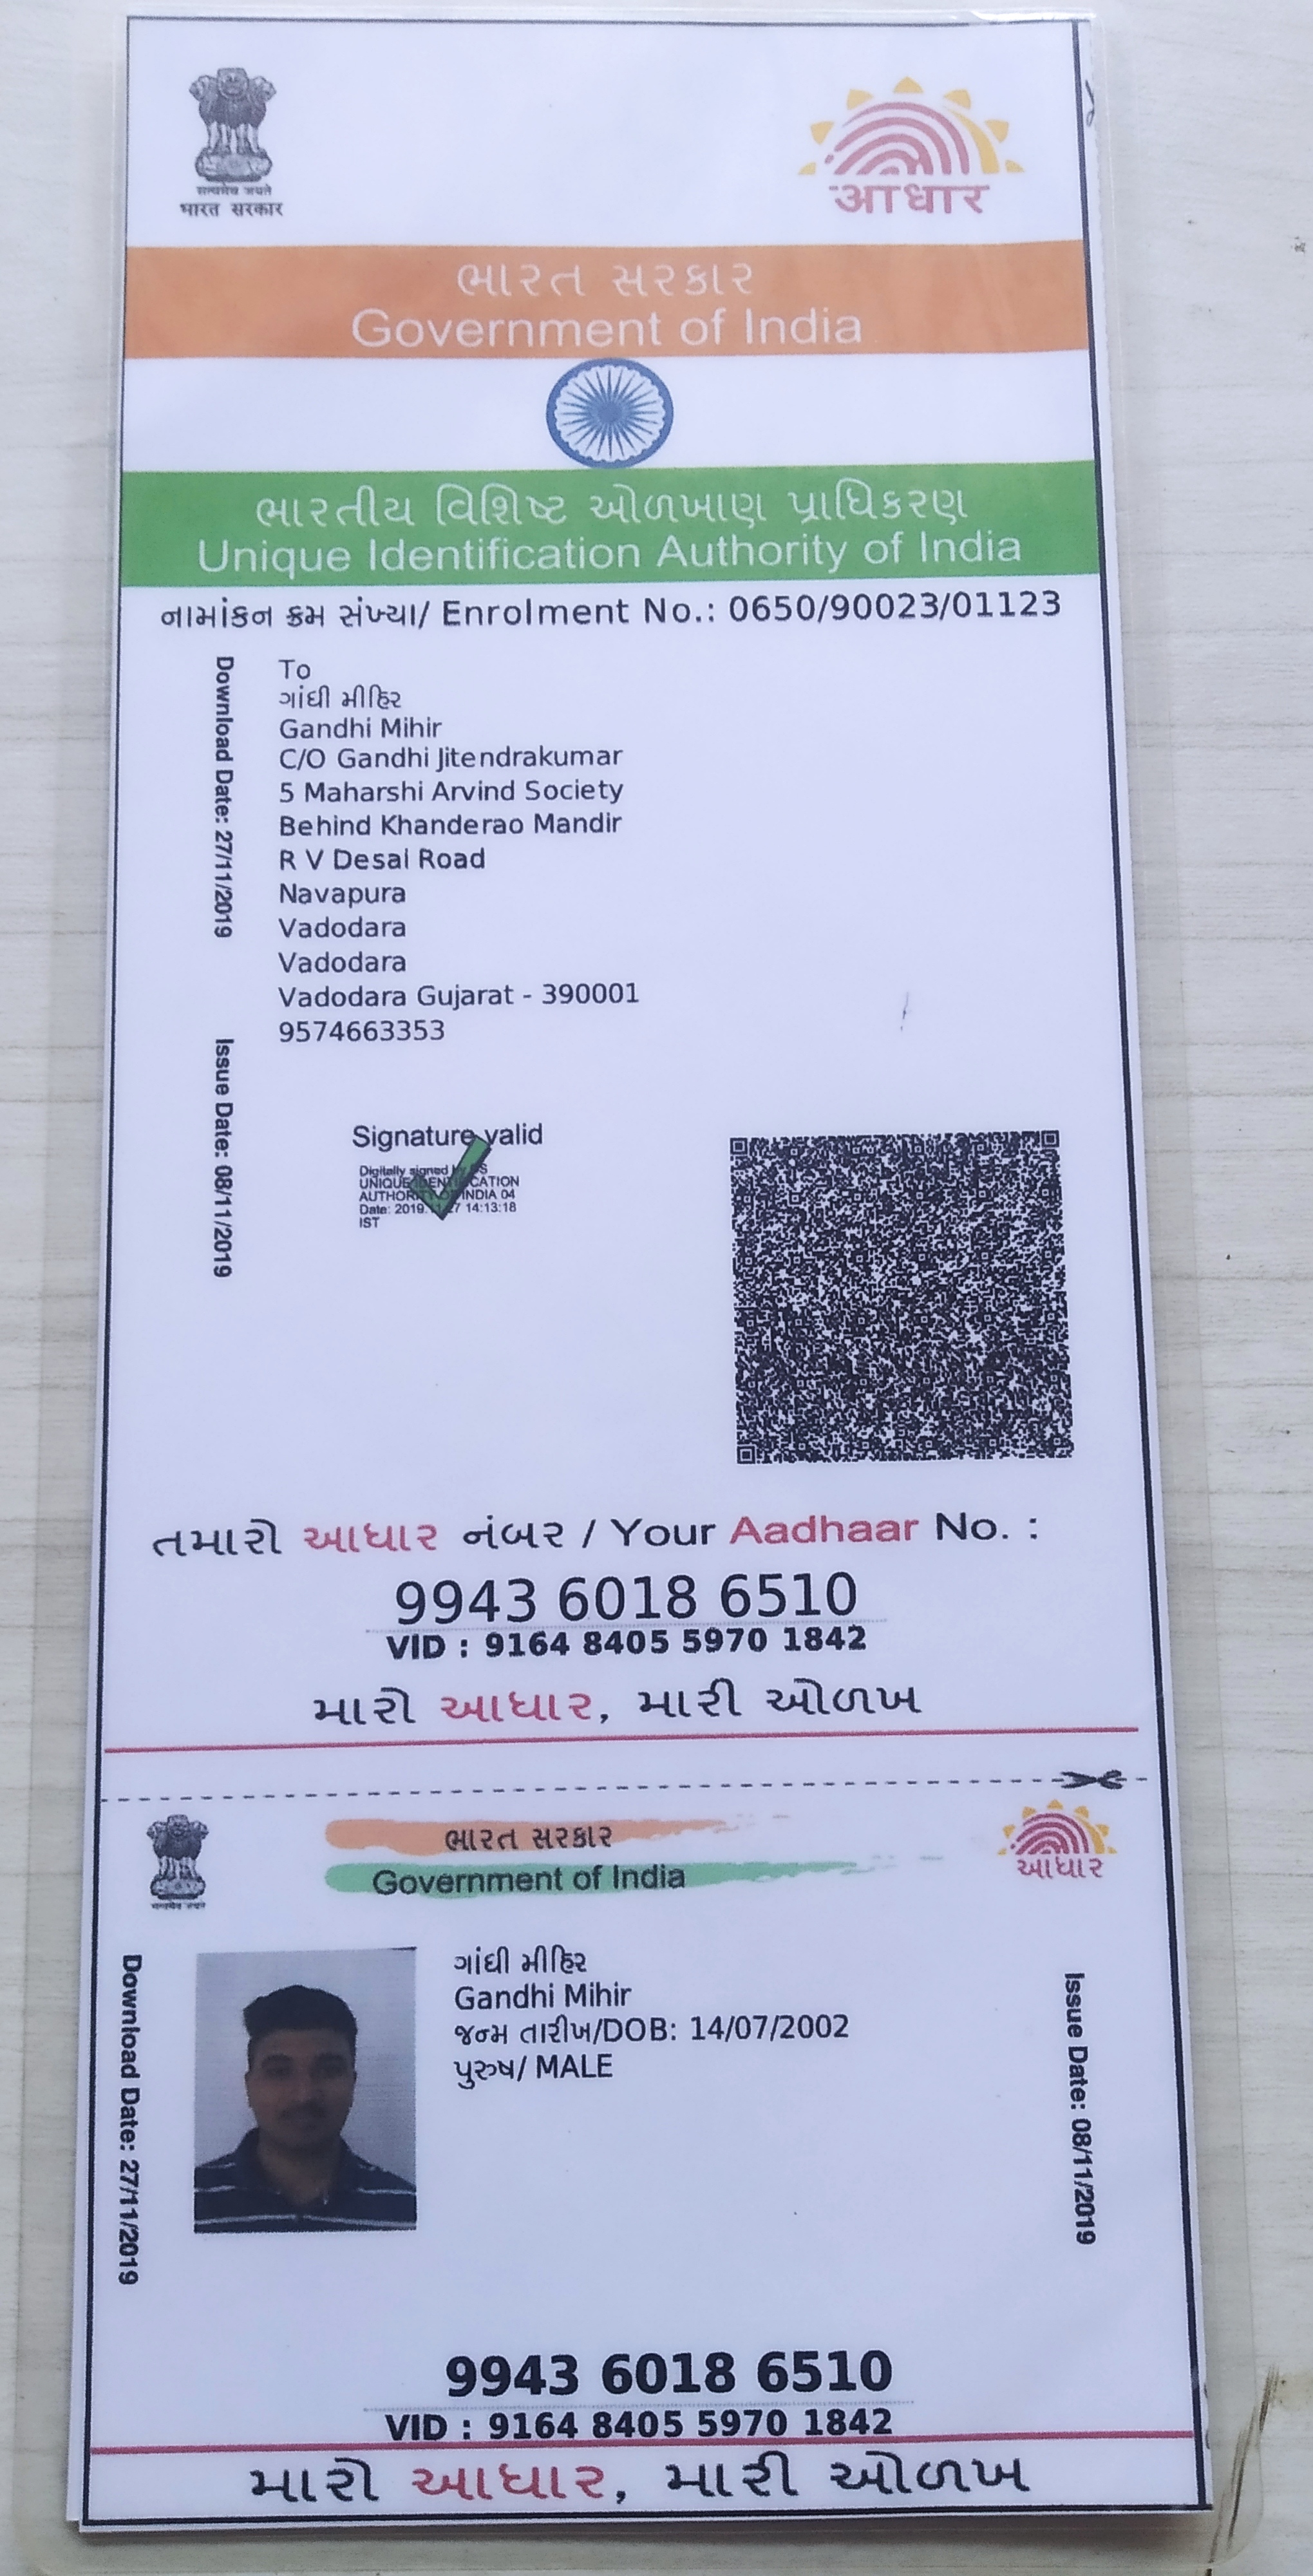 सत्यमेव जयते
भारत सरकार
आधार
ભારત સરકાર
Government of India
ભારતીય વિશિષ્ટ ઓળખાણ પ્રાધિકરણ
Unique Identification Authority of India
નામાંકન ક્રમ સંખ્યા/ Enrolment No.: 0650/90023/01123
Download Date: 27/11/2019
Issue Date: 08/11/2019
To
ગાંધી મીહિર
Gandhi Mihir
C/O Gandhi Jitendrakumar
5 Maharshi Arvind Society
Behind Khanderao Mandir
R V Desai Road
Navapura
Vadodara
Vadodara
Vadodara Gujarat - 390001
9574663353
Signature valid
Digitally signed
UNIQUE
AUTHORITY OF INDIA 04
Date: 14:13:18
IST
તમારો આધાર નંબર / Your Aadhaar No. :
9943 6018 6510
VID : 9164 8405 5970 1842
મારો આધાર, મારી ઓળખ
सत्यमेव जयते
ભારત સરકાર
Government of India
આધાર
Download Date: 27/11/2019
ગાંધી મીહિર
Gandhi Mihir
જન્મ તારીખ/DOB: 14/07/2002
પુરુષ/ MALE
Issue Date: 08/11/2019
9943 6018 6510
VID : 9164 8405 5970 1842
મારો આધાર, મારી ઓળખ